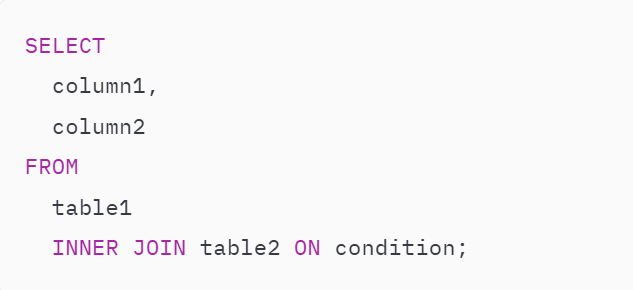 SELECT
  column1,
  column2
FROM
  table1
  INNER JOIN table2 ON condition;